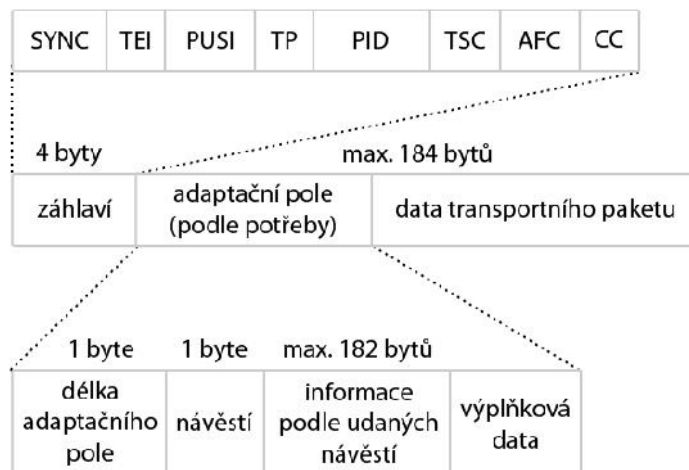 SYNC TEI PUSI TP PID TSC AFC CC
4 byty max. 184 bytů
záhlaví
adaptační pole
(podle potřeby)
data transportního paketu
1 byte 1 byte max. 182 bytů
délka
adaptačního
pole
návěstí
informace
podle udaných
návěstí
výplňková
data